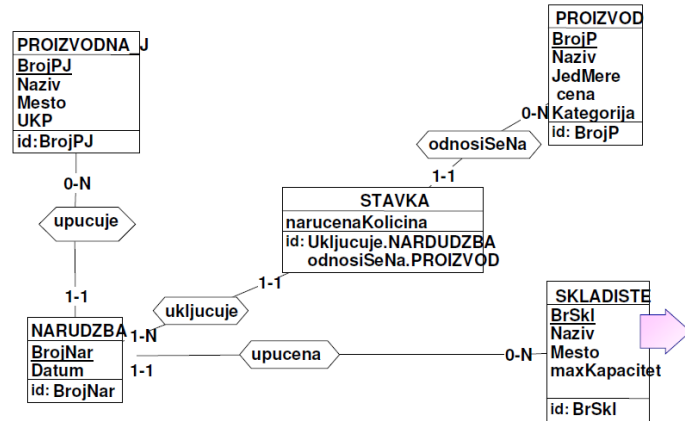 PROIZVODNA_J
BrojPJ
Naziv
Mesto
UKP
id: BrojPJ
PROIZVOD
BrojP
Naziv
JedMere
cena
Kategorija
id: BrojP
0-N
odnosiSeNa
1-1
0-N
upucuje
1-1
STAVKA
narucenaKolicina
id: Ukljucuje.NARDUDZBA
odnosiSeNa.PROIZVOD
1-1
ukljucuje
1-N
NARUDZBA
BrojNar
Datum
id: BrojNar
1-1
upucena
0-N
SKLADISTE
BrSkl
Naziv
Mesto
maxKapacitet
id: BrSkl